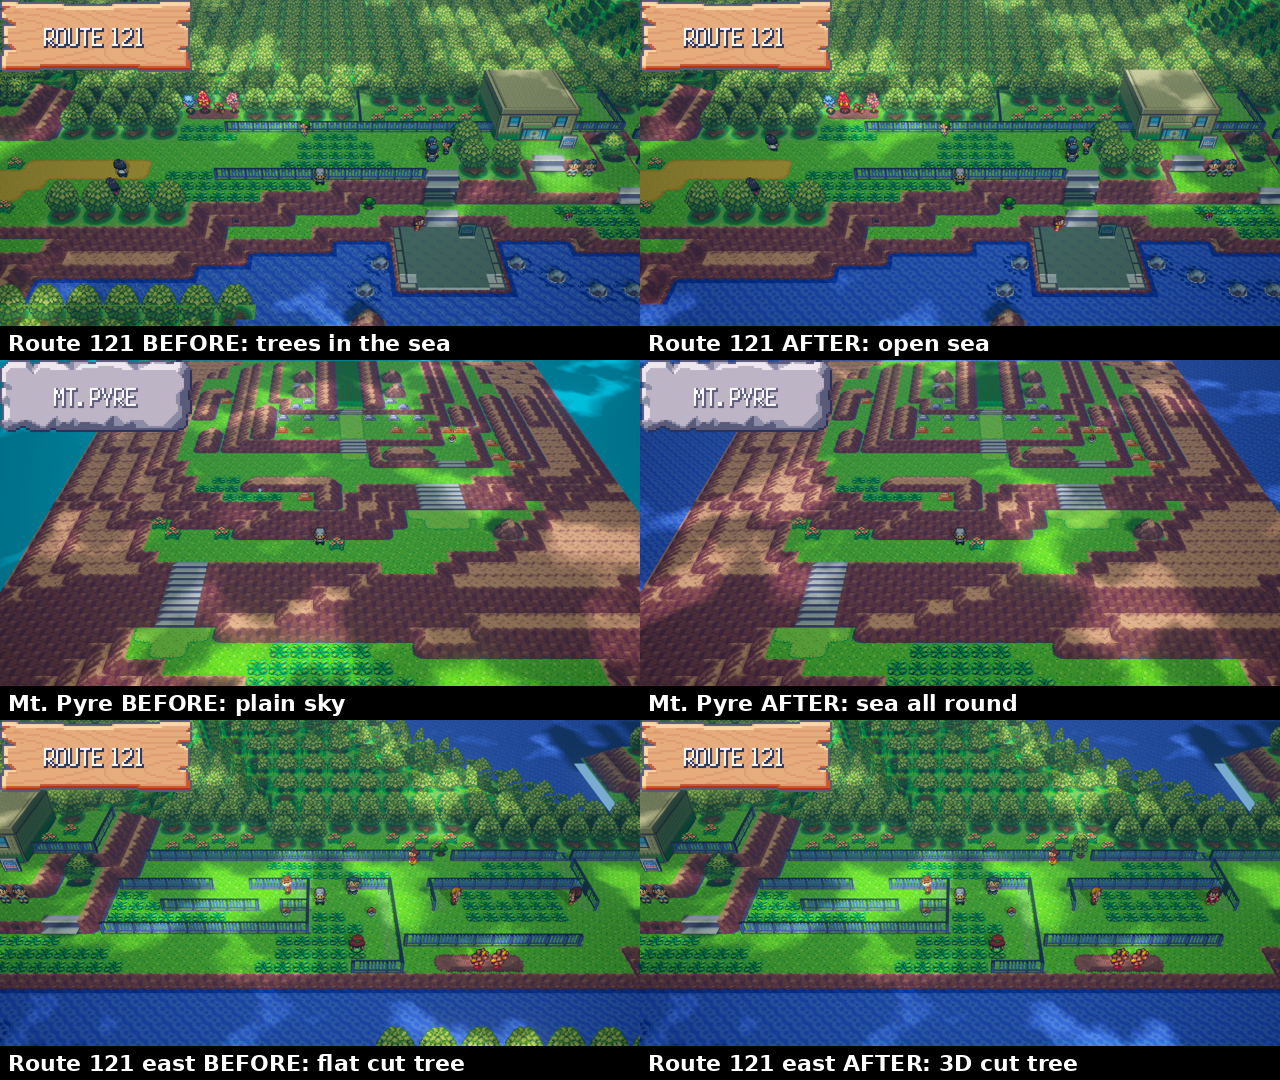 ROUTE 121
ROUTE 121
Route 121 BEFORE: trees in the sea
Route 121 AFTER: open sea
MT. PYRE
MT. PYRE
Mt. Pyre BEFORE: plain sky
Mt. Pyre AFTER: sea all round
ROUTE 121
ROUTE 121
Route 121 east BEFORE: flat cut tree
Route 121 east AFTER: 3D cut tree